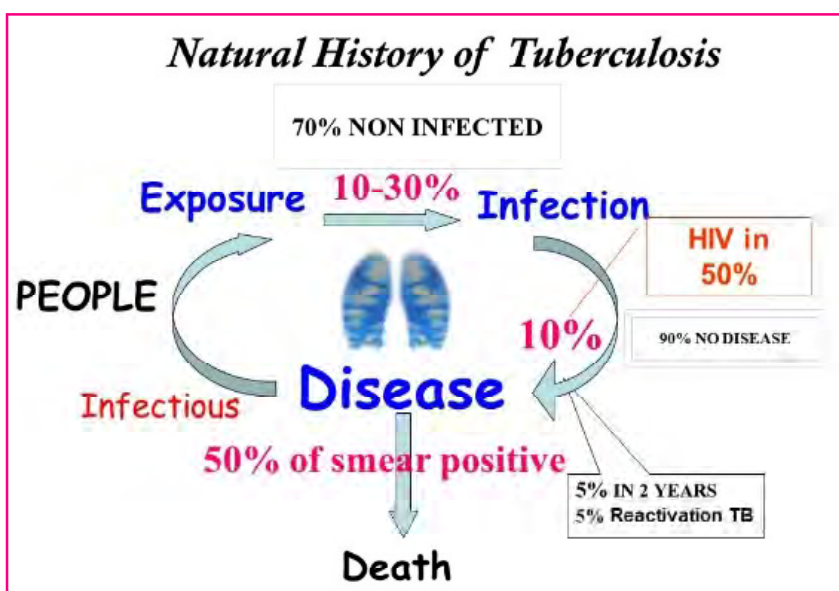 Natural History of Tuberculosis
70% NON INFECTED
10-30%
Exposure
Infection
HIV in
50%
PEOPLE
10%
90% NO DISEASE
Disease
Infectious
50% of smear positive
5% IN 2 YEARS
5% Reactivation TB
Death